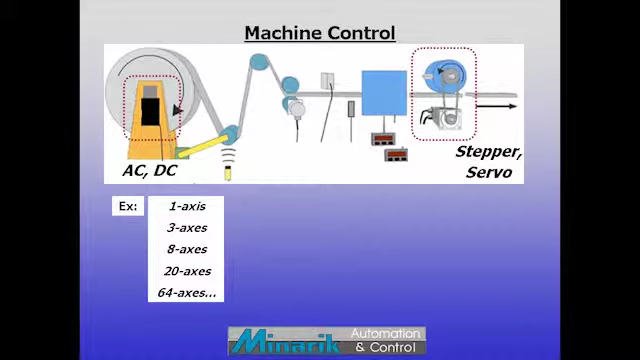 Machine Control
AC, DC
Stepper,
Servo
Ex:
1-axis
3-axes
8-axes
20-axes
64-axes...
Minarik Automation
& Control